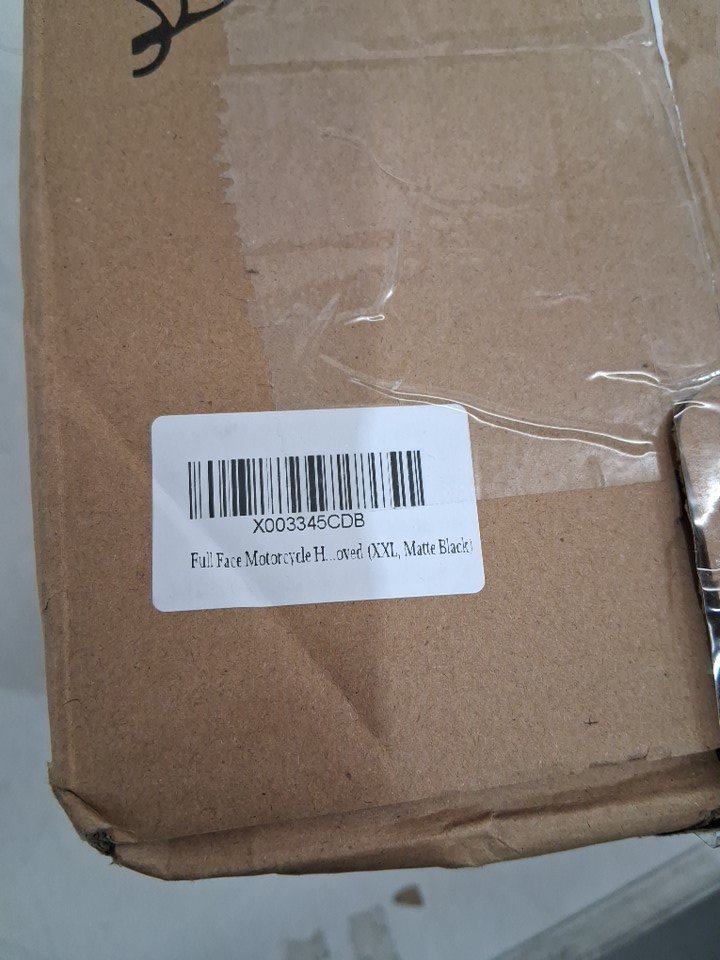 X003345CDB
Full Face Motorcycle H...oved (XXL, Matte Black)